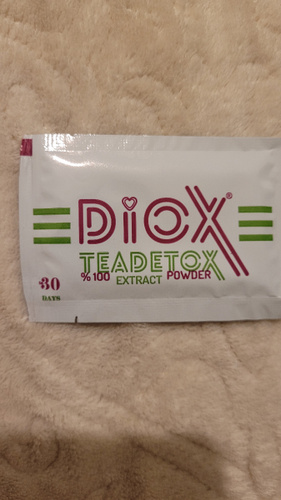 DiOX®
TEADETOX
% 100 EXTRACT POWDER
30
DAYS